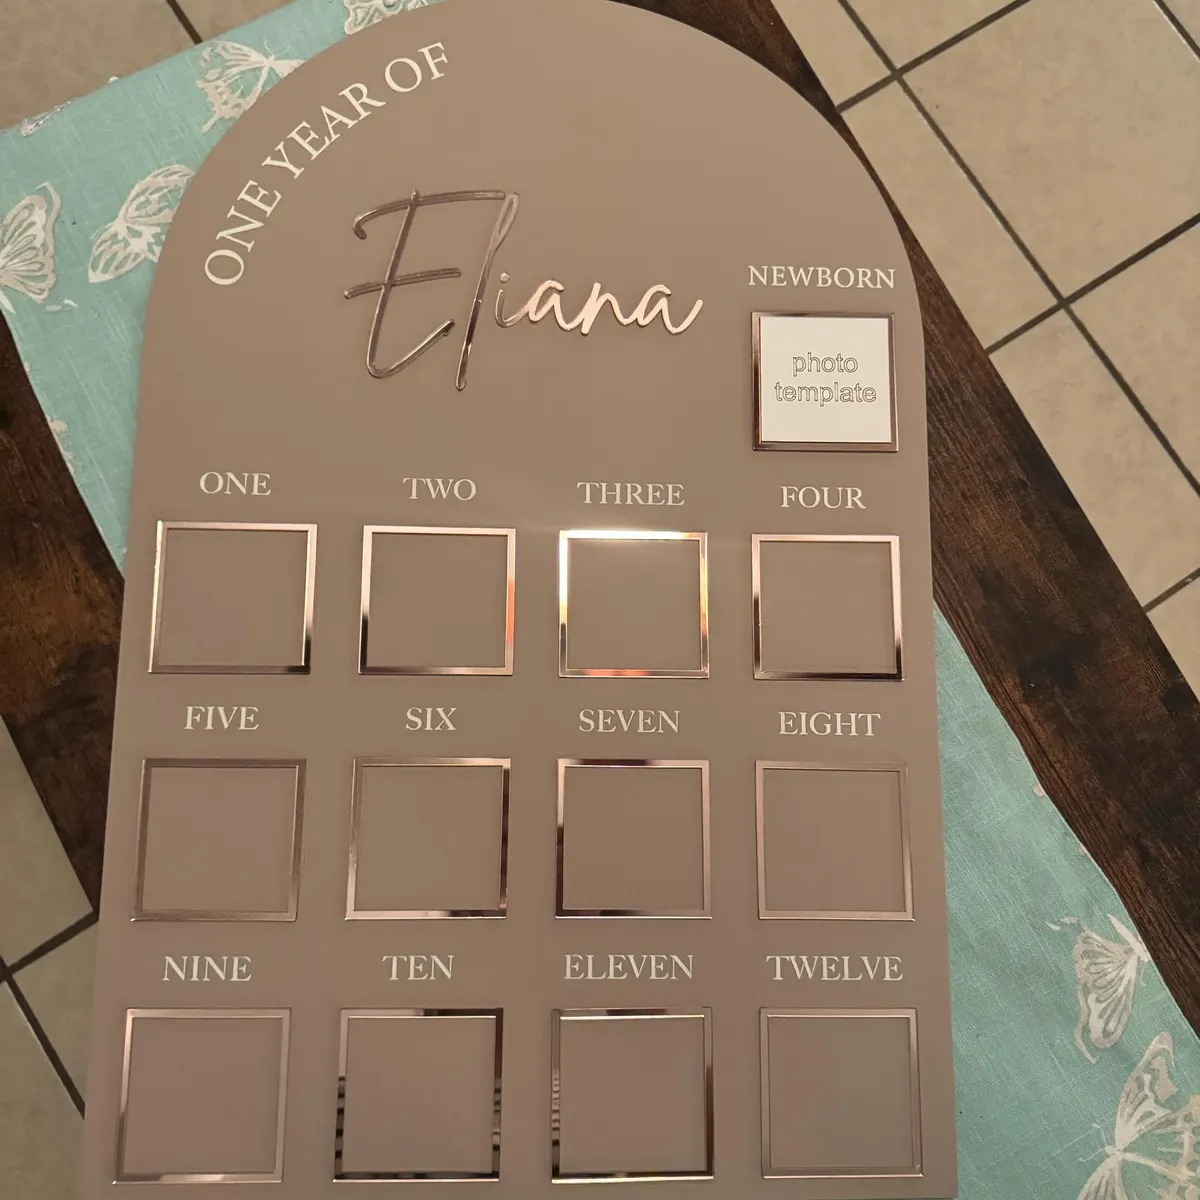 ONE YEAR OF
Eliana
NEWBORN
photo
template
ONE TWO THREE FOUR
FIVE SIX SEVEN EIGHT
NINE TEN ELEVEN TWELVE